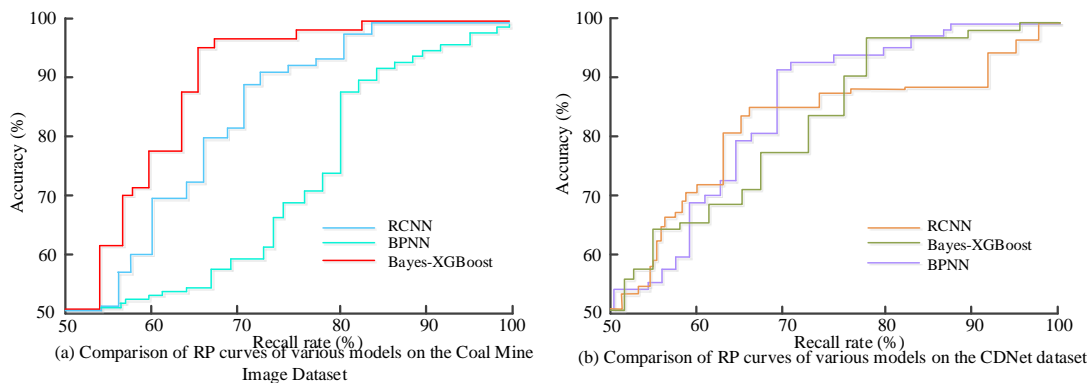 100
90
80
70
60
50
Accuracy (%)
RCNN
BPNN
Bayes-XGBoost
50 60 70 80 90 100
Recall rate (%)
(a) Comparison of RP curves of various models on the Coal Mine
Image Dataset
100
90
80
70
60
50
Accuracy (%)
RCNN
Bayes-XGBoost
BPNN
50 60 70 80 90 100
Recall rate (%)
(b) Comparison of RP curves of various models on the CDNet dataset